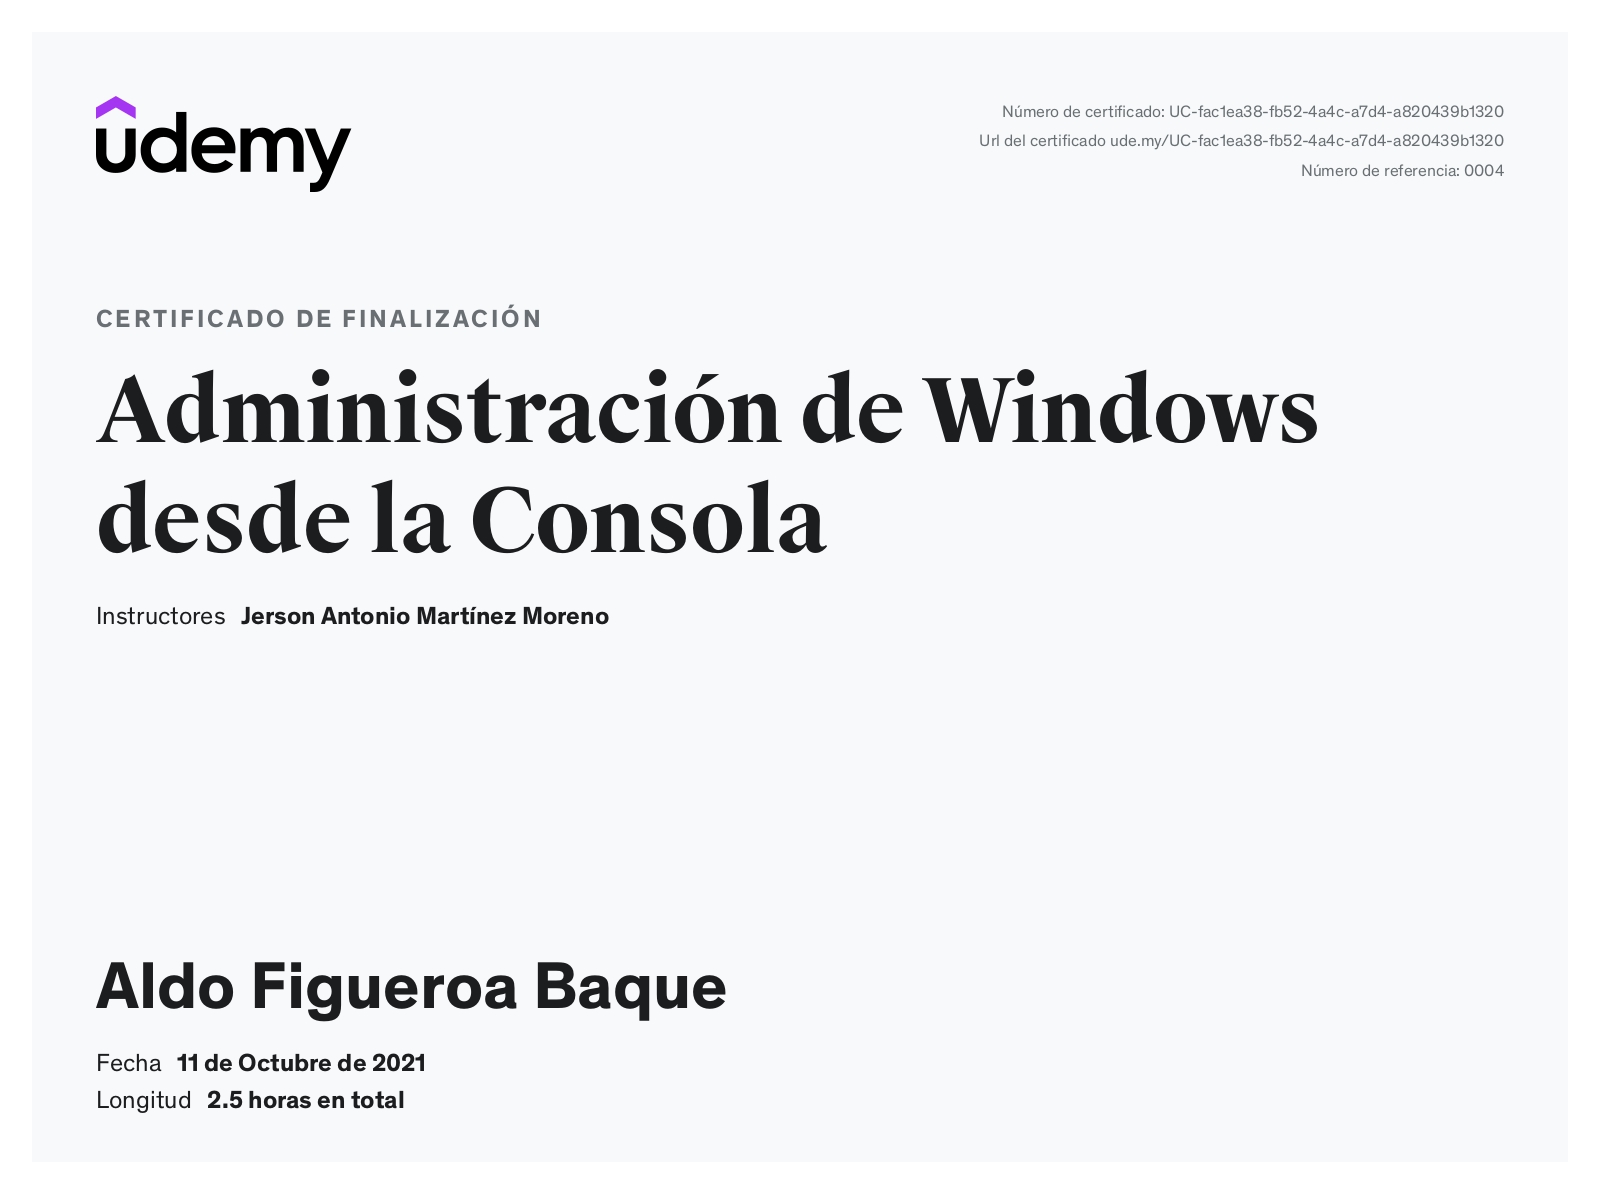 udemy
Número de certificado: UC-fac1ea38-fb52-4a4c-a7d4-a820439b1320
Url del certificado ude.my/UC-fac1ea38-fb52-4a4c-a7d4-a820439b1320
Número de referencia: 0004
CERTIFICADO DE FINALIZACIÓN
Administración de Windows
desde la Consola
Instructores Jerson Antonio Martínez Moreno
Aldo Figueroa Baque
Fecha 11 de Octubre de 2021
Longitud 2.5 horas en total